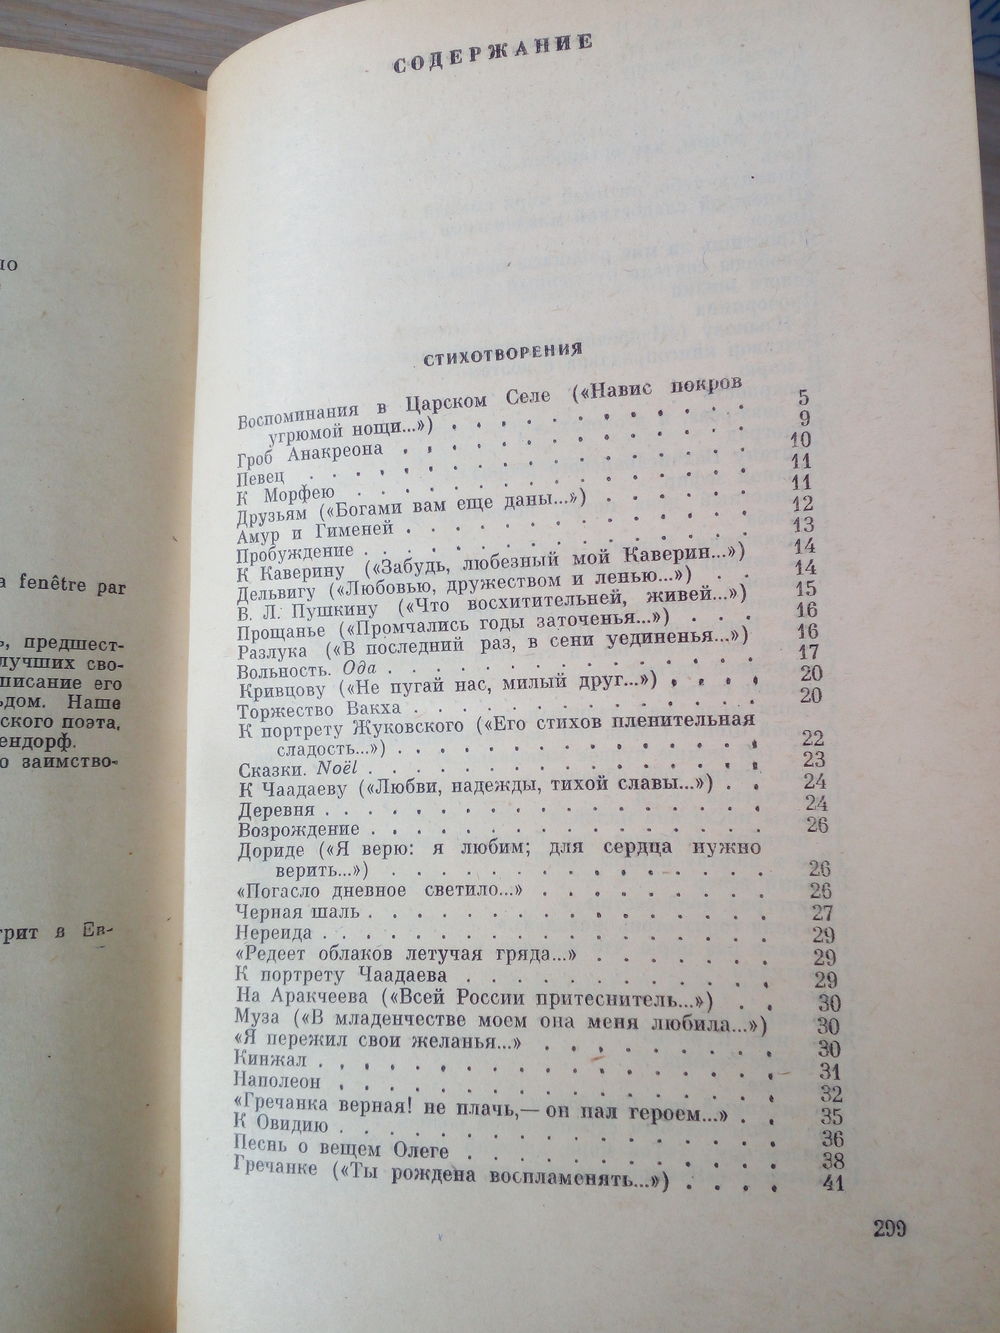 ло
a fenêtre par
ь, предшест-
лучших сво-
писание его
ьдом. Наше
ского поэта,
ендорф.
о заимство-
трит в Ев-
СОДЕРЖАНИЕ
СТИХОТВОРЕНИЯ
Воспоминания в Царском Селе («Навис покров
угрюмой нощи...») . . . . . . . . . . . 5
Гроб Анакреона . . . . . . . . . . . . 9
Певец . . . . . . . . . . . . . . . . 10
К Морфею . . . . . . . . . . . . . . 11
Друзьям («Богами вам еще даны...») . . . . . 11
Амур и Гименей . . . . . . . . . . . . 12
Пробуждение . . . . . . . . . . . . . 13
К Каверину («Забудь, любезный мой Каверин...») 14
Дельвигу («Любовью, дружеством и ленью...») . . 14
В. Л. Пушкину («Что восхитительней, живей...») 15
Прощанье («Промчались годы заточенья...») . . . 16
Разлука («В последний раз, в сени уединенья...») 16
Вольность. Ода . . . . . . . . . . . . 17
Кривцову («Не пугай нас, милый друг...») . . . . 20
Торжество Вакха . . . . . . . . . . . . 20
К портрету Жуковского («Его стихов пленительная
сладость...») . . . . . . . . . . . . . 22
Сказки. Noël . . . . . . . . . . . . . 23
К Чаадаеву («Любви, надежды, тихой славы...») . . 24
Деревня . . . . . . . . . . . . . . . 24
Возрождение . . . . . . . . . . . . . 26
Дориде («Я верю: я любим; для сердца нужно
верить...») . . . . . . . . . . . . . 26
«Погасло дневное светило...» . . . . . . . 26
Черная шаль . . . . . . . . . . . . . 27
Нереида . . . . . . . . . . . . . . . 29
«Редеет облаков летучая гряда...» . . . . . . 29
К портрету Чаадаева . . . . . . . . . . 29
На Аракчеева («Всей России притеснитель...») . . 30
Муза («В младенчестве моем она меня любила...») 30
«Я пережил свои желанья...» . . . . . . . . 30
Кинжал . . . . . . . . . . . . . . . 31
Наполеон . . . . . . . . . . . . . . 32
«Гречанка верная! не плачь,— он пал героем...» . . 35
К Овидию . . . . . . . . . . . . . . 36
Песнь о вещем Олеге . . . . . . . . . . 38
Гречанке («Ты рождена воспламенять...») . . . . 41
299